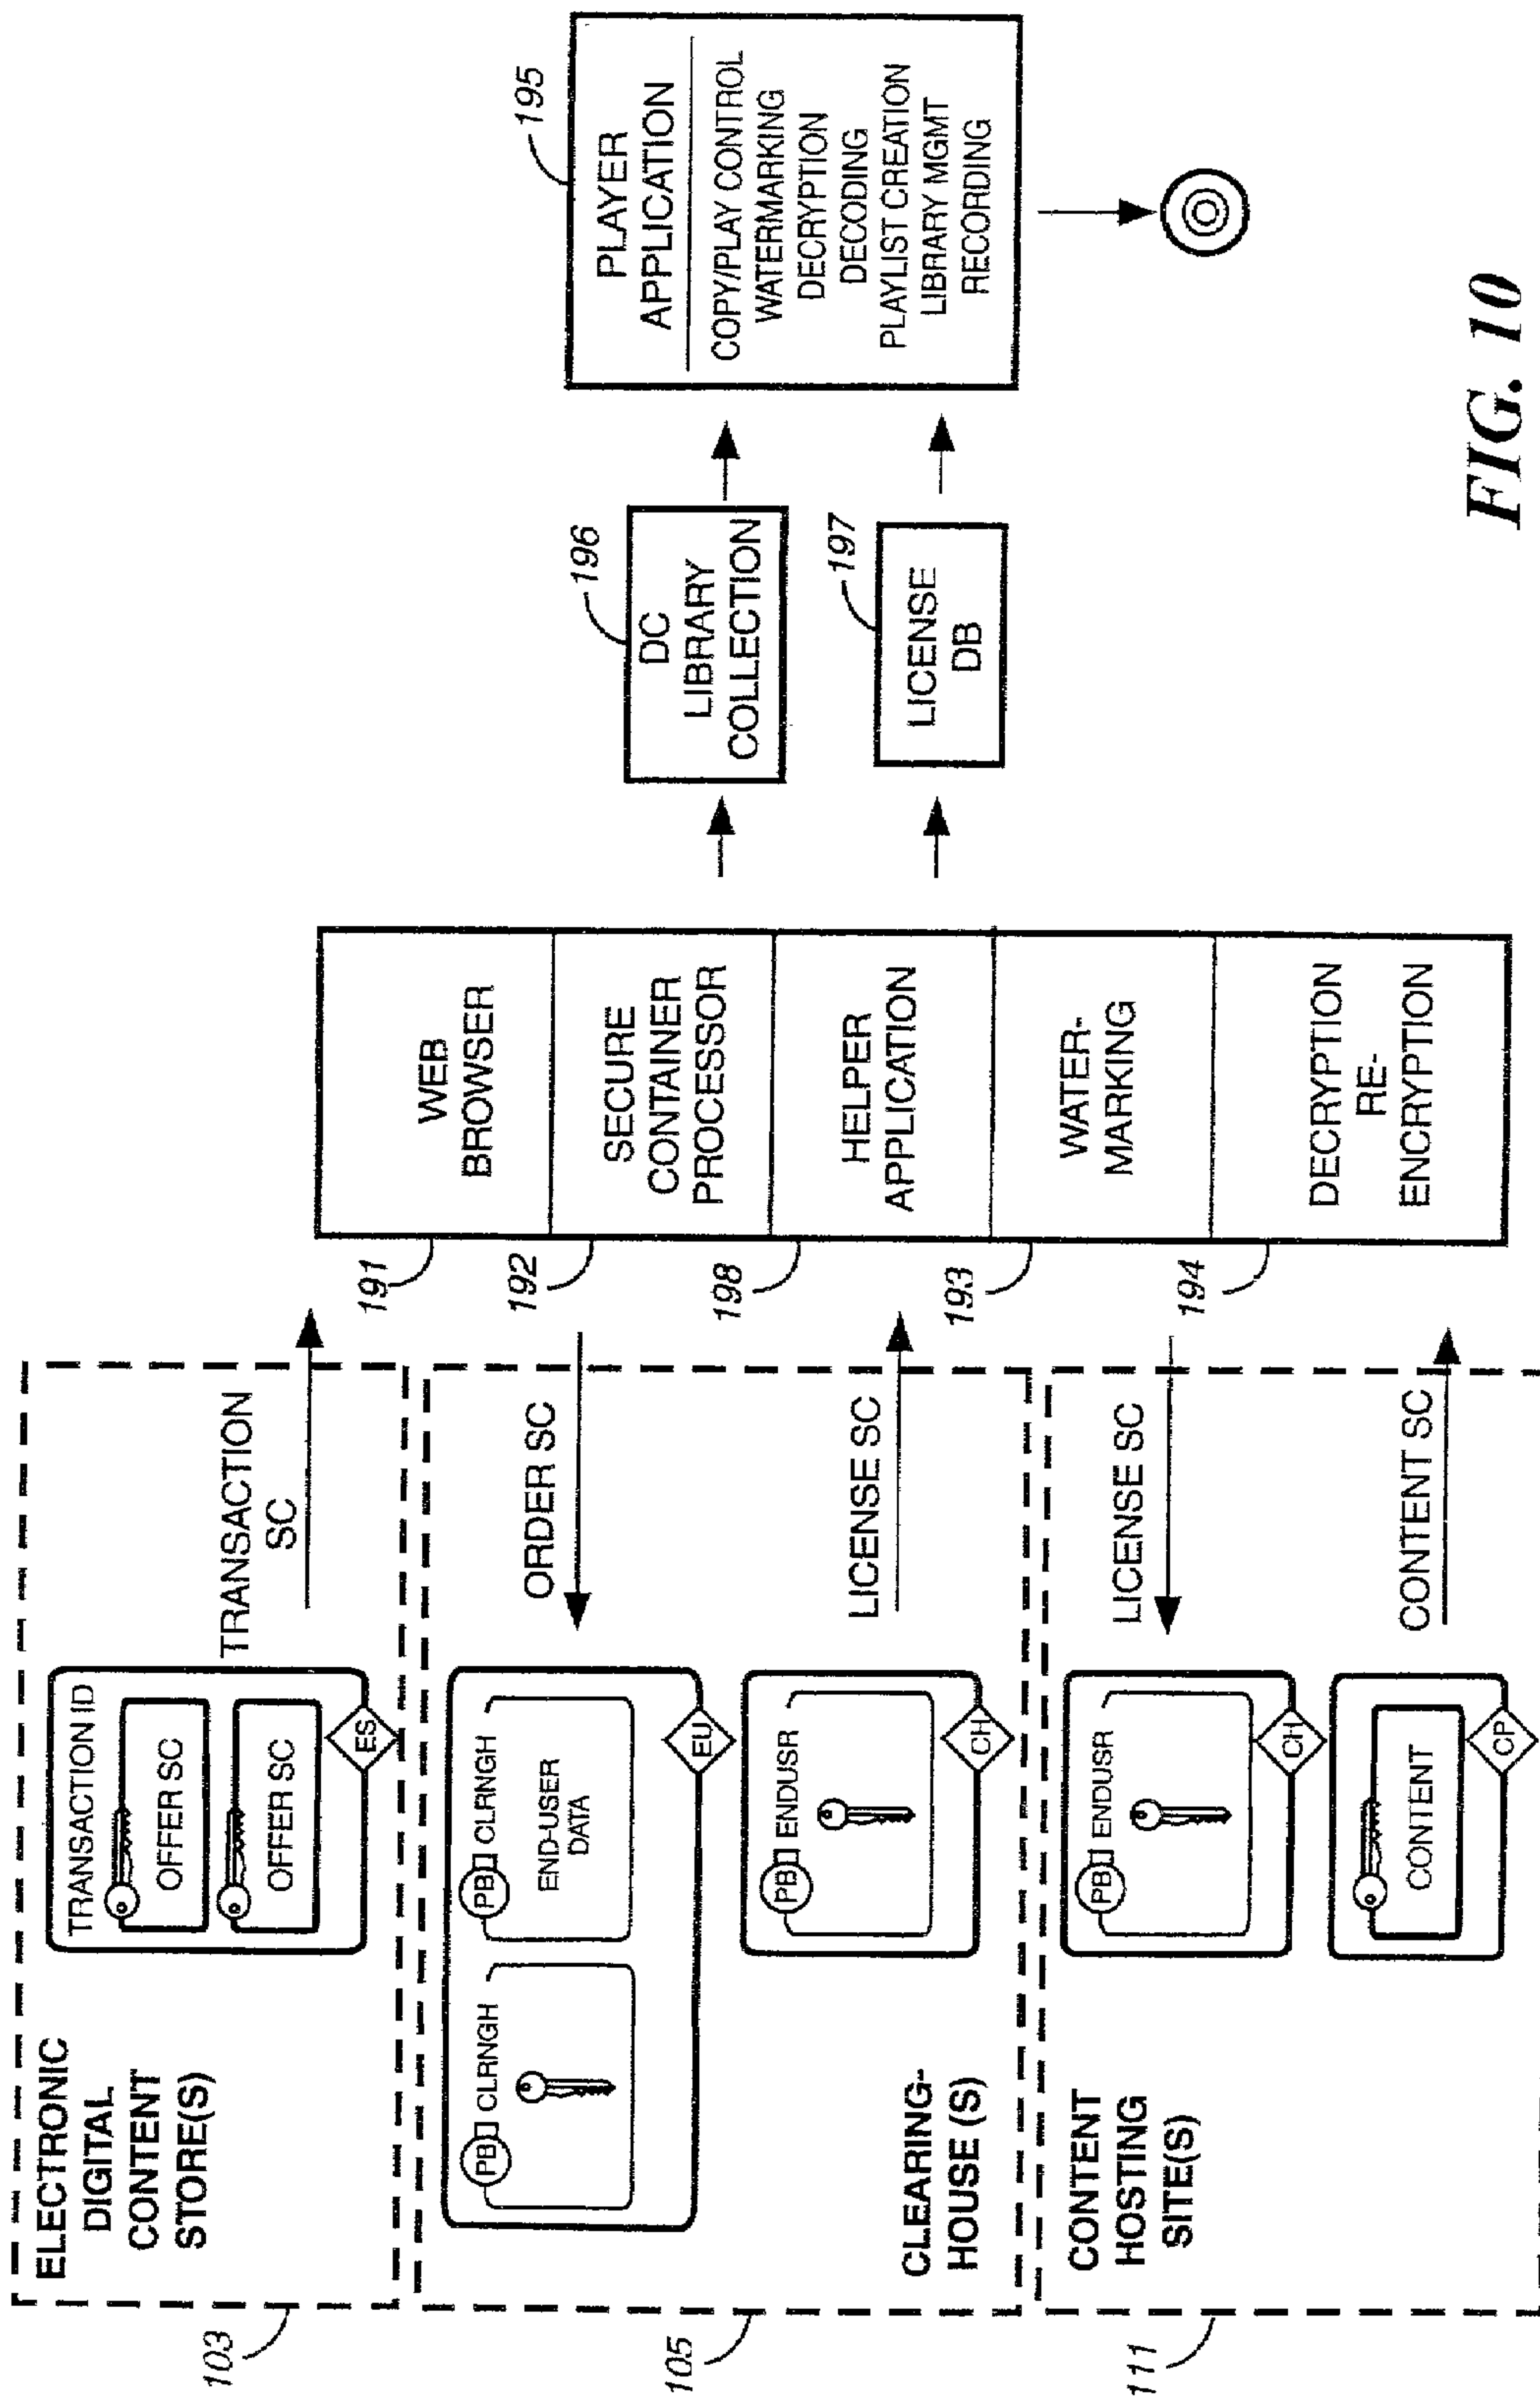 103
ELECTRONIC
DIGITAL
CONTENT
STORE(S)
TRANSACTION ID
OFFER SC
OFFER SC
ES
TRANSACTION
SC
105
PB CLRNGH
PB CLRNGH
END-USER
DATA
EU
ORDER SC
CLEARING-
HOUSE (S)
PB ENDUSR
CH
LICENSE SC
111
CONTENT
HOSTING
SITE(S)
PB ENDUSR
CH
LICENSE SC
CONTENT
CP
CONTENT SC
191
WEB
BROWSER
192
SECURE
CONTAINER
PROCESSOR
198
HELPER
APPLICATION
193
WATER-
MARKING
194
DECRYPTION
RE-
ENCRYPTION
196
DC
LIBRARY
COLLECTION
197
LICENSE
DB
195
PLAYER
APPLICATION
COPY/PLAY CONTROL
WATERMARKING
DECRYPTION
DECODING
PLAYLIST CREATION
LIBRARY MGMT
RECORDING
FIG. 10